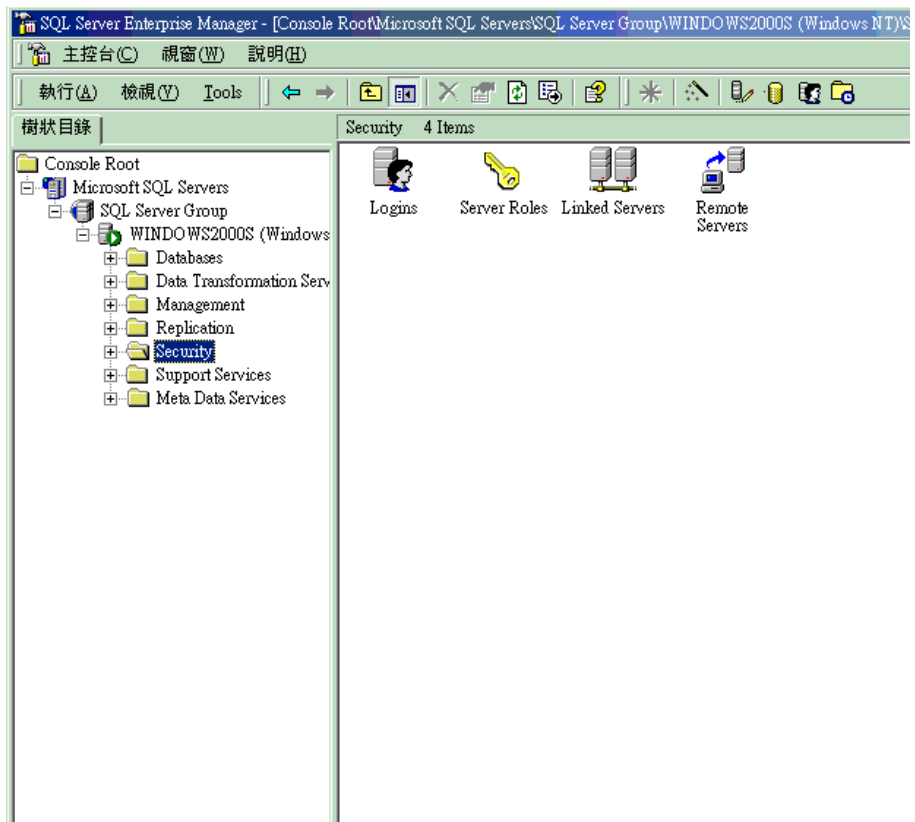 SQL Server Enterprise Manager - [Console Root\Microsoft SQL Servers\SQL Server Group\WINDOWS2000S (Windows NT)\S
主控台(C) 視窗(W) 說明(H)
執行(A) 檢視(V) Tools
樹狀目錄
Security 4 Items
Console Root
Microsoft SQL Servers
SQL Server Group
WINDOWS2000S (Windows
Databases
Data Transformation Serv
Management
Replication
Security
Support Services
Meta Data Services
Logins
Server Roles
Linked Servers
Remote
Servers